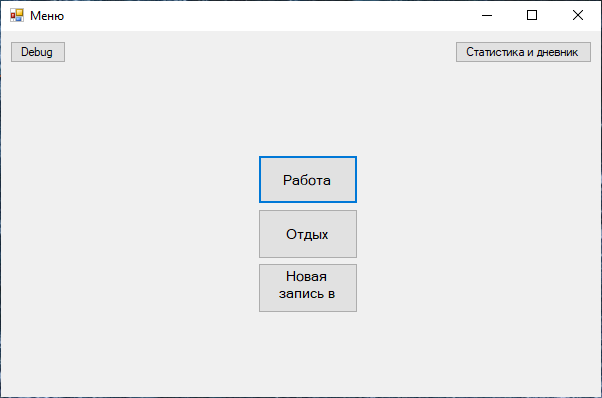 Меню
Debug
Статистика и дневник
Работа
Отдых
Новая
запись в